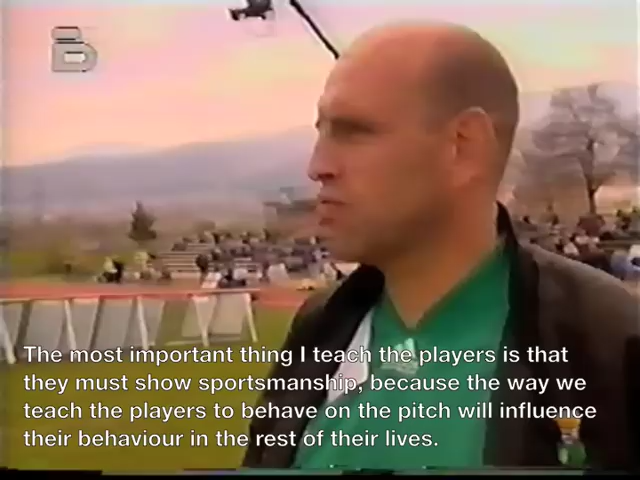 Б
The most important thing I teach the players is that
they must show sportsmanship, because the way we
teach the players to behave on the pitch will influence
their behaviour in the rest of their lives.